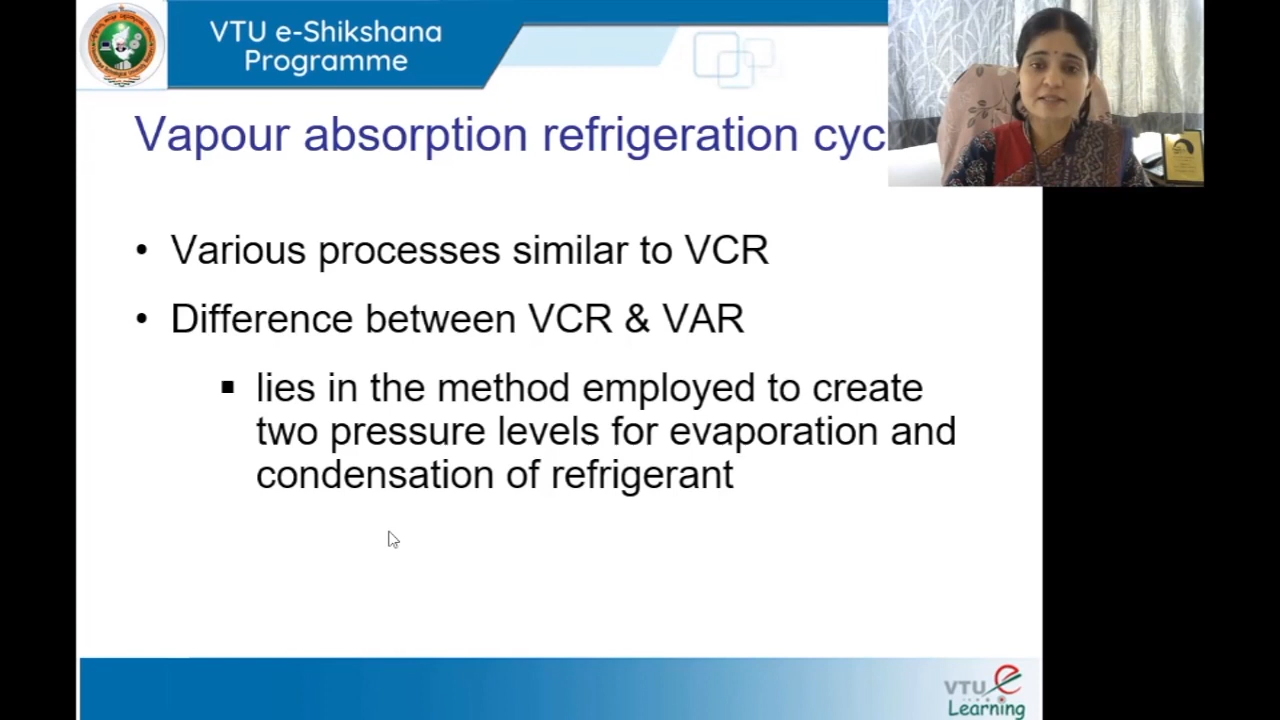 VTU e-Shikshana
Programme
Vapour absorption refrigeration cyc
• Various processes similar to VCR
• Difference between VCR & VAR
▪ lies in the method employed to create
two pressure levels for evaporation and
condensation of refrigerant
VTU e
Learning